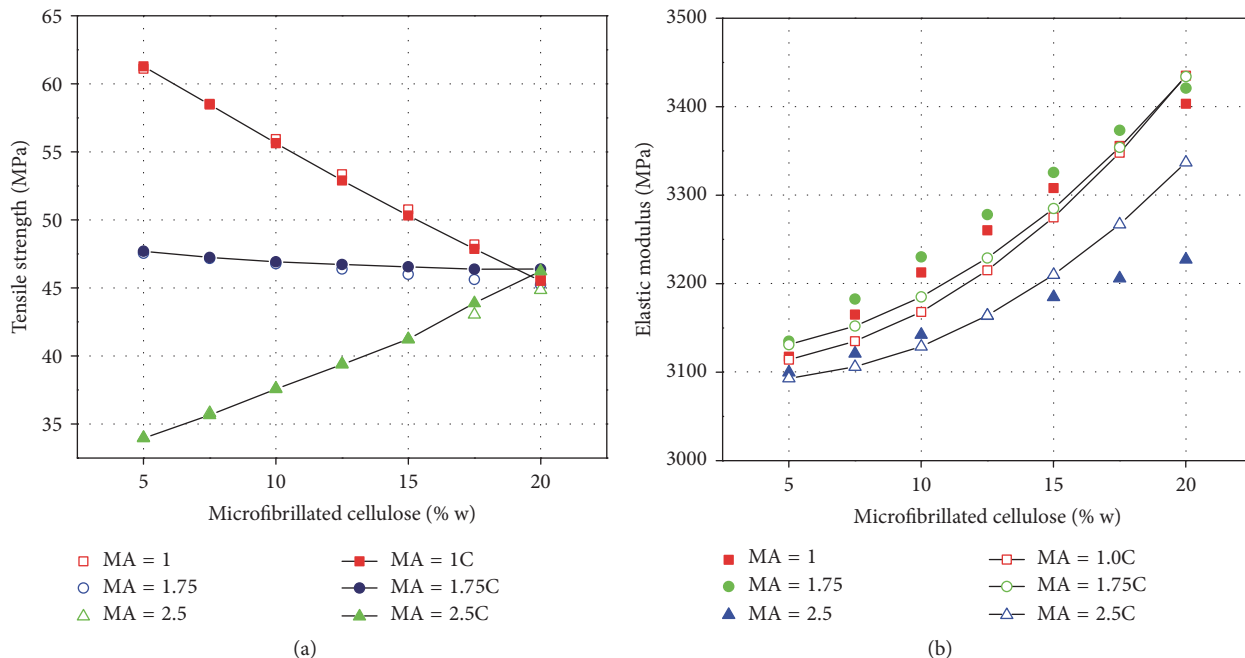 65
60
55
50
45
40
35
Tensile strength (MPa)
5
10
15
20
Microfibrillated cellulose (% w)
MA = 1
MA = 1C
MA = 1.75
MA = 1.75C
MA = 2.5
MA = 2.5C
(a)
3500
3400
3300
3200
3100
3000
Elastic modulus (MPa)
5
10
15
20
Microfibrillated cellulose (% w)
MA = 1
MA = 1.0C
MA = 1.75
MA = 1.75C
MA = 2.5
MA = 2.5C
(b)